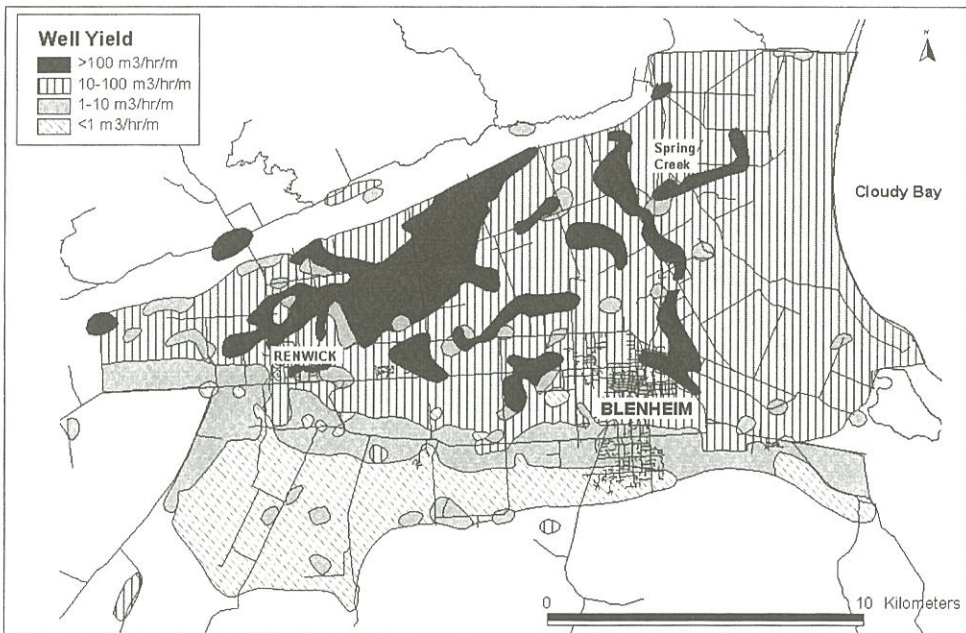 Well Yield
>100 m3/hr/m
10-100 m3/hr/m
1-10 m3/hr/m
<1 m3/hr/m
N
Spring
Creek
Cloudy Bay
RENWICK
BLENHEIM
0
10 Kilometers